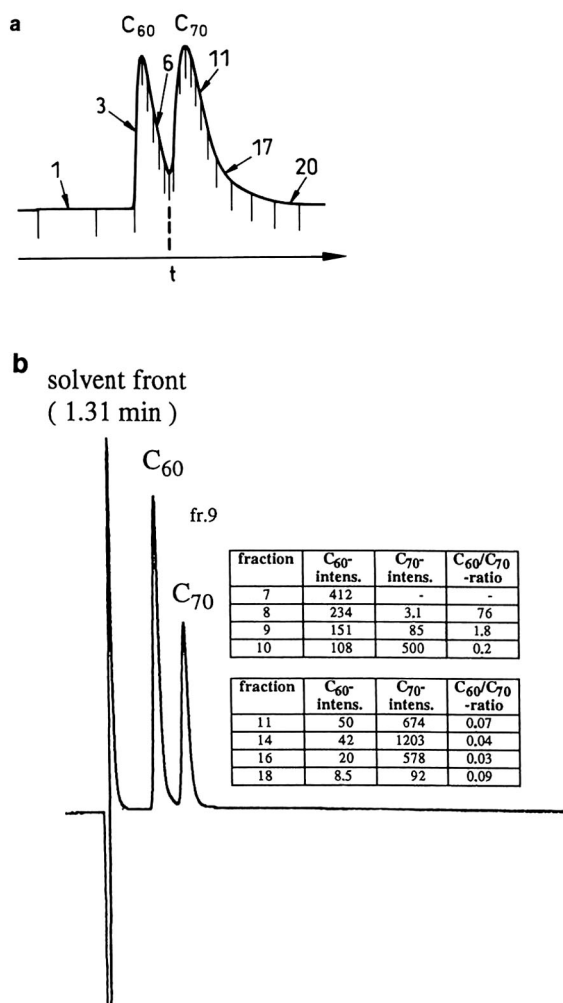 a
C60 C70
11
6
3
17
1
20
t
b
solvent front
( 1.31 min )
C60
fr.9
C70
fraction C60- intens. C70- intens. C60/C70 -ratio
7 412 - -
8 234 3.1 76
9 151 85 1.8
10 108 500 0.2
fraction C60- intens. C70- intens. C60/C70 -ratio
11 50 674 0.07
14 42 1203 0.04
16 20 578 0.03
18 8.5 92 0.09